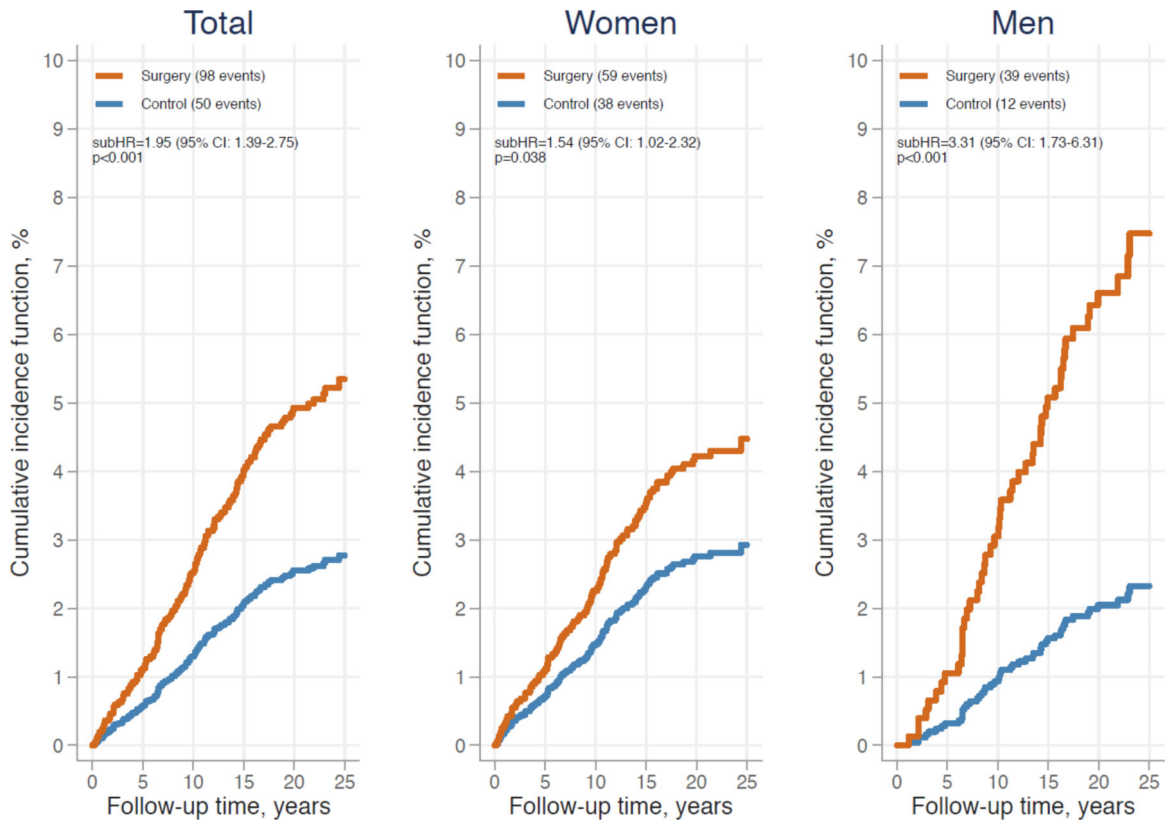 Total
Women
Men
Cumulative incidence function, %
10
9
8
7
6
5
4
3
2
1
0
Surgery (98 events)
Control (50 events)
subHR=1.95 (95% CI: 1.39-2.75)
p<0.001
0 5 10 15 20 25
Follow-up time, years
Cumulative incidence function, %
10
9
8
7
6
5
4
3
2
1
0
Surgery (59 events)
Control (38 events)
subHR=1.54 (95% CI: 1.02-2.32)
p=0.038
0 5 10 15 20 25
Follow-up time, years
Cumulative incidence function, %
10
9
8
7
6
5
4
3
2
1
0
Surgery (39 events)
Control (12 events)
subHR=3.31 (95% CI: 1.73-6.31)
p<0.001
0 5 10 15 20 25
Follow-up time, years